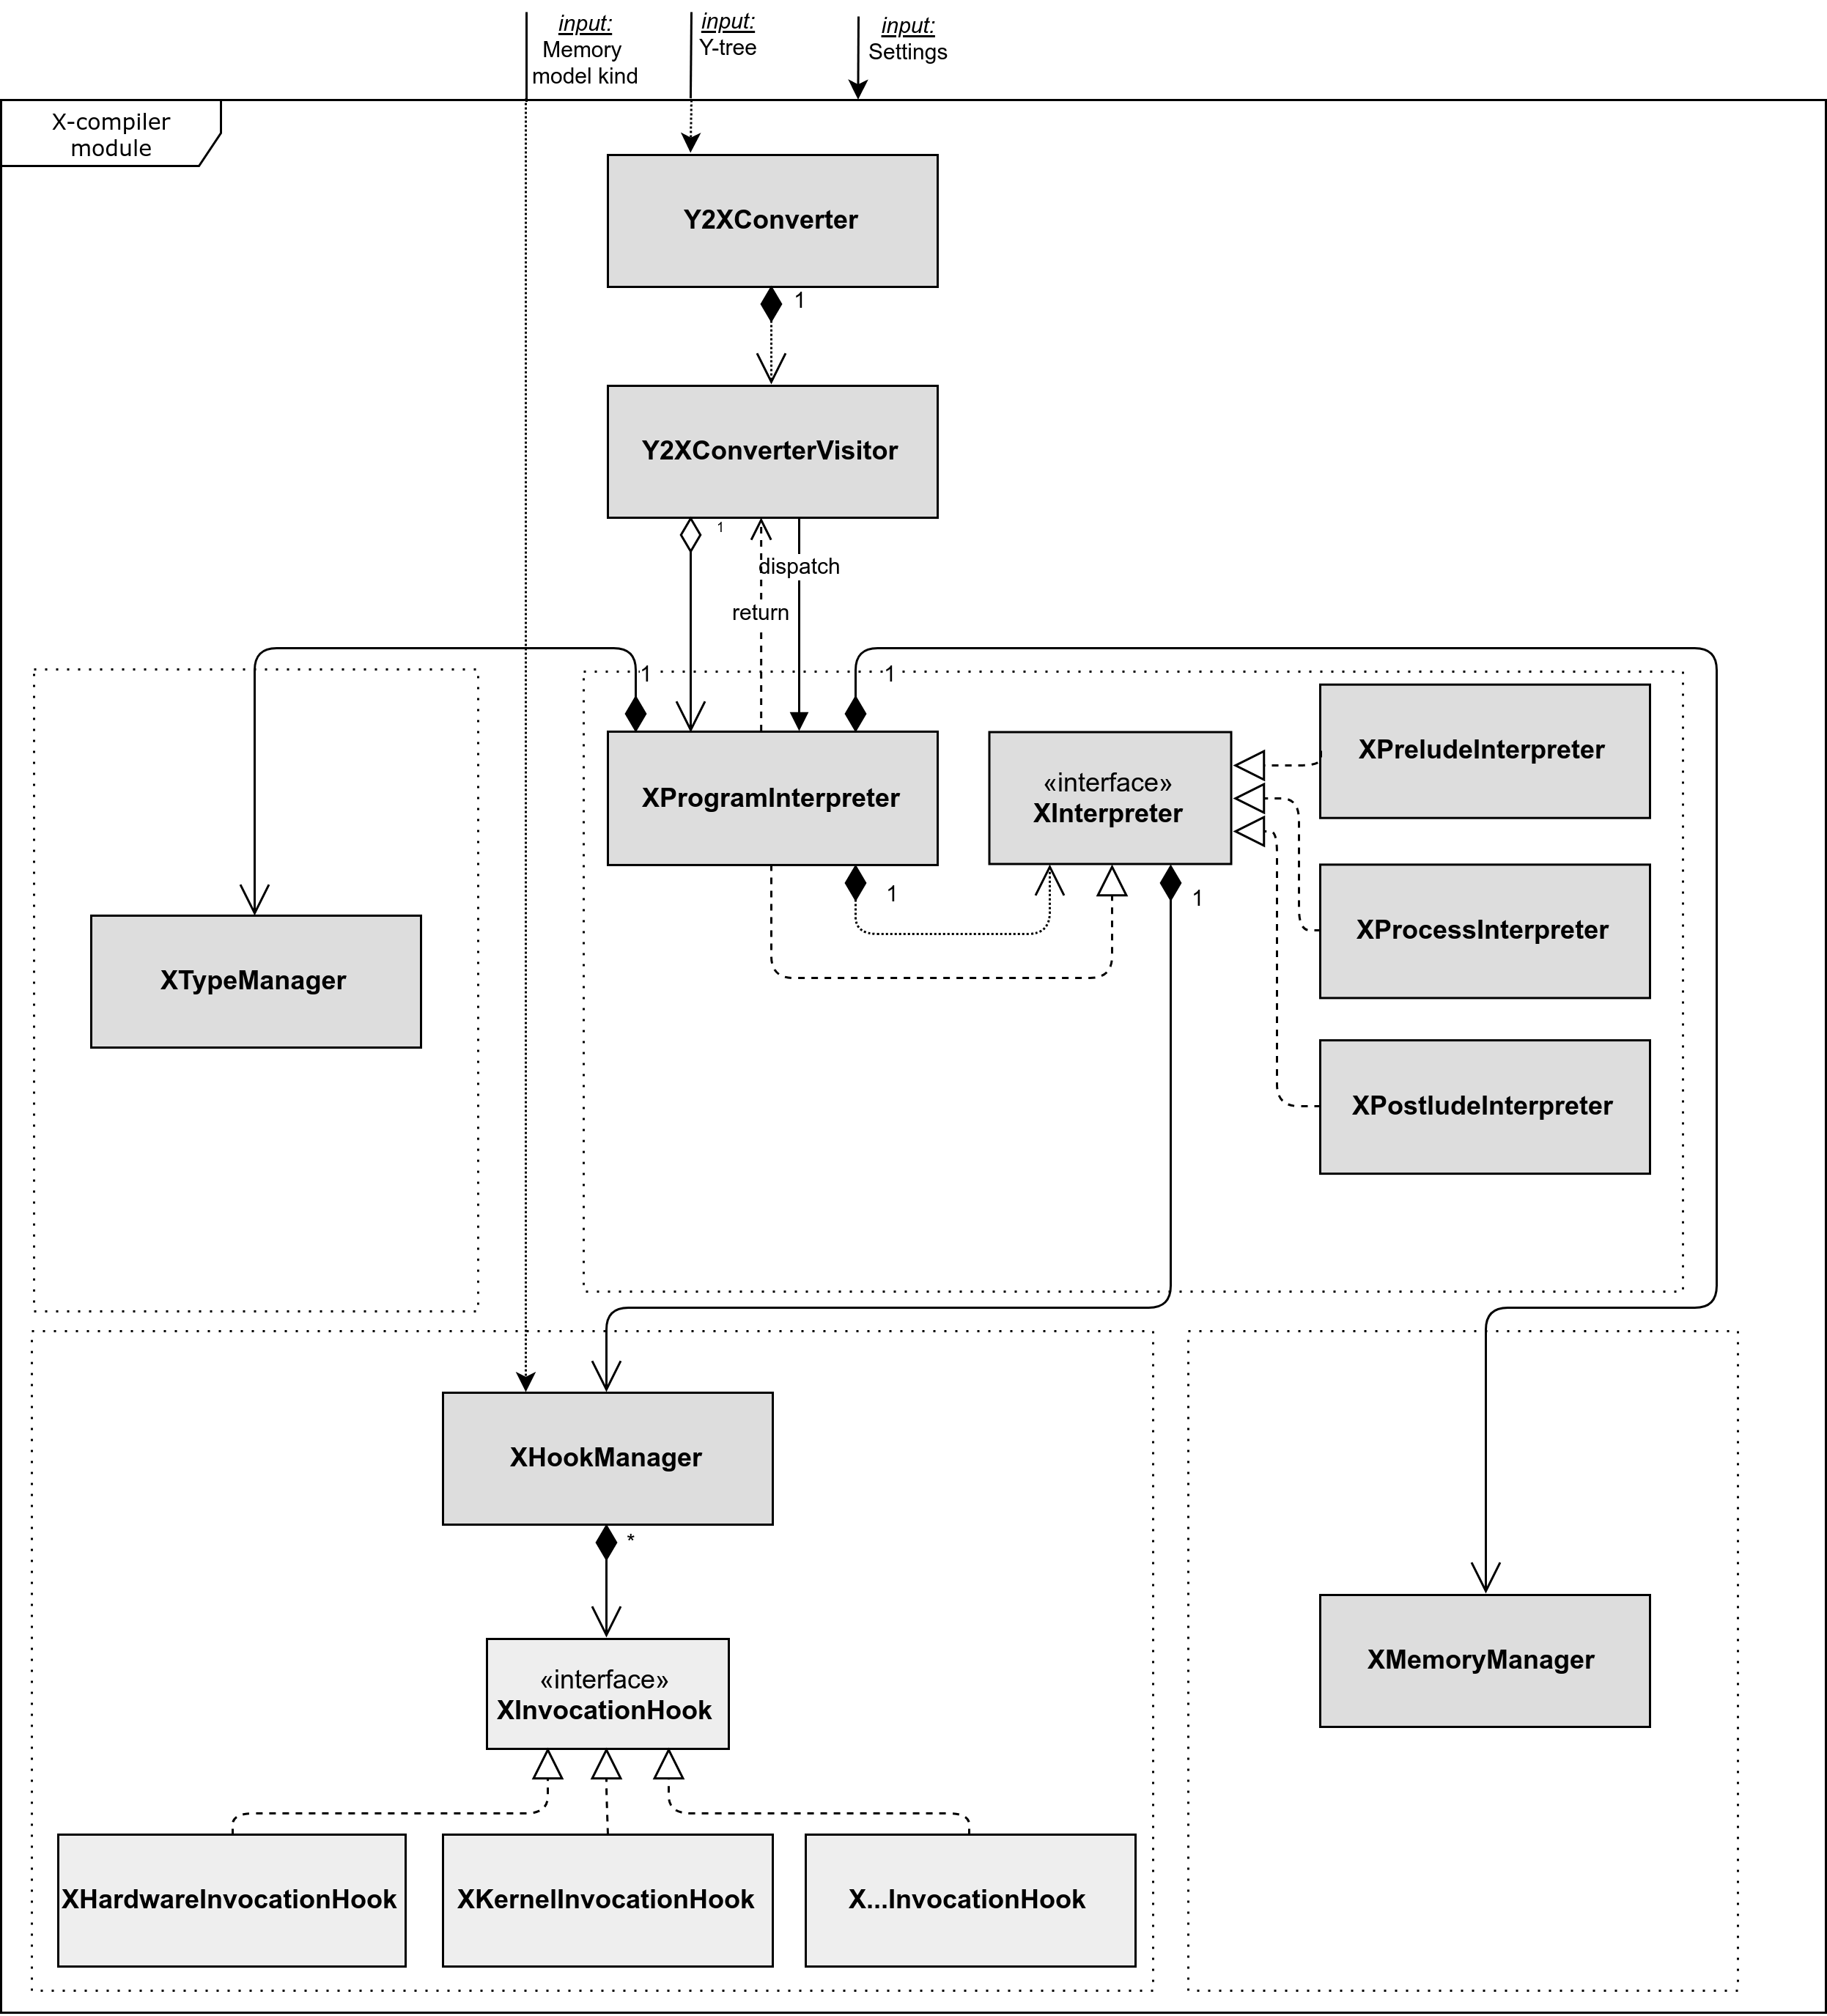 input:
Memory
model kind
input:
Y-tree
input:
Settings
X-compiler
module
Y2XConverter
1
Y2XConverterVisitor
1
dispatch
return
1
1
XProgramInterpreter
«interface»
XInterpreter
XPreludeInterpreter
1
1
XProcessInterpreter
XTypeManager
XPostludeInterpreter
XHookManager
*
«interface»
XInvocationHook
XMemoryManager
XHardwareInvocationHook
XKernelInvocationHook
X...InvocationHook